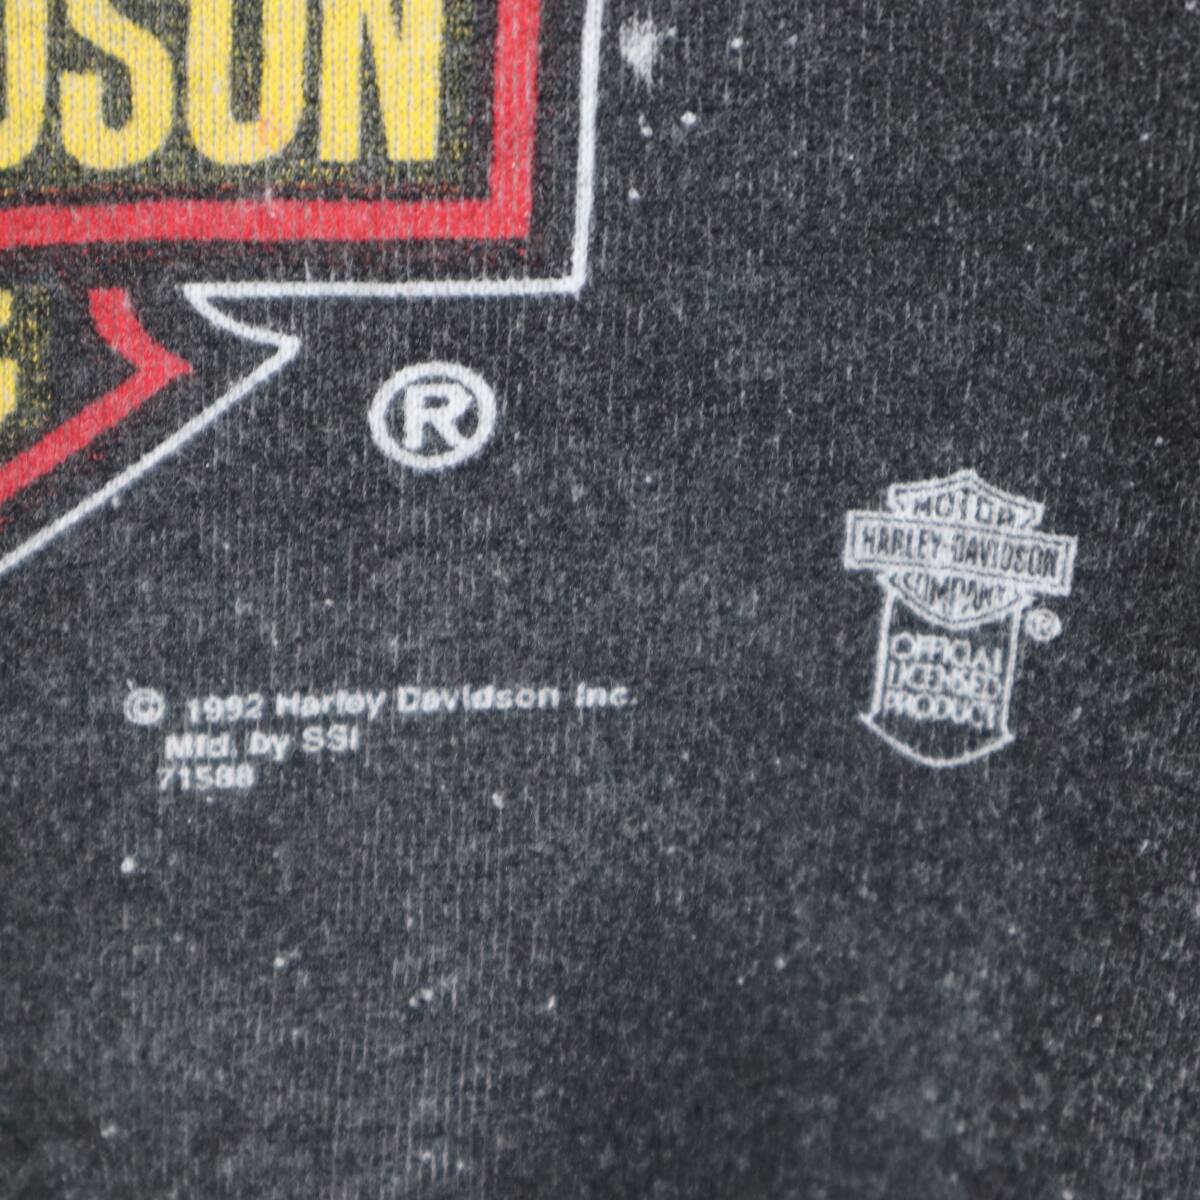 DSON
®
MOTOR
HARLEY-DAVIDSON
COMPANY
®
OFFICIAL
LICENSED
PRODUCT
© 1992 Harley Davidson Inc.
Mfd. by SSI
71588